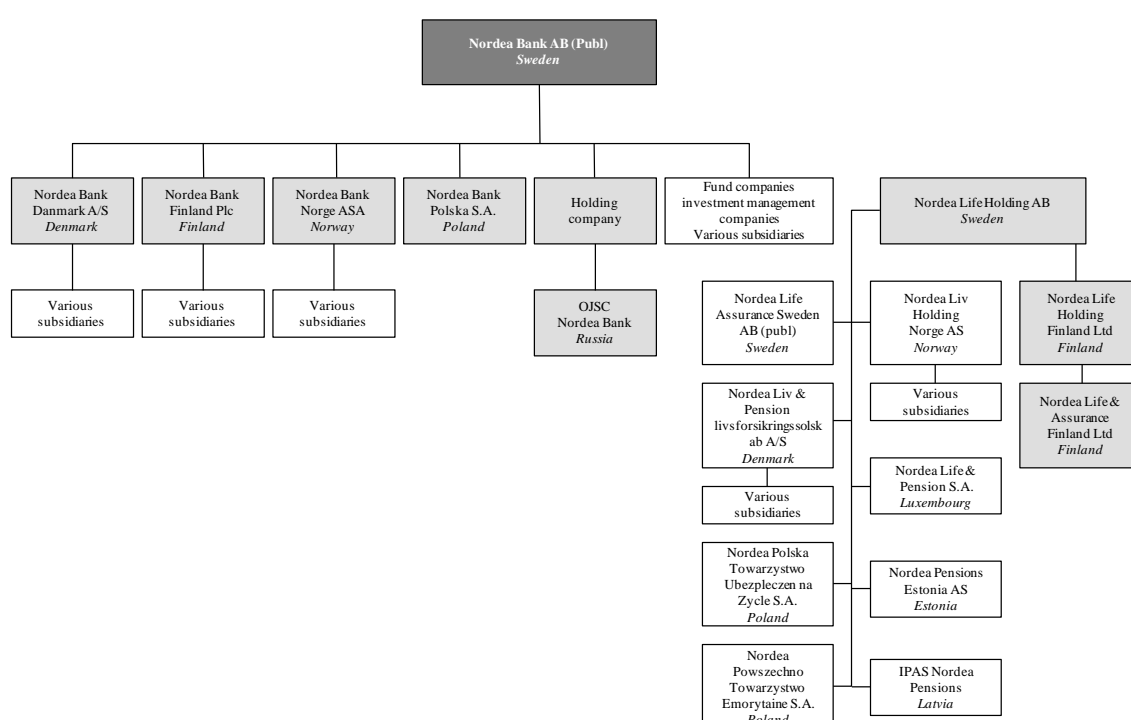 Nordea Bank AB (Publ)
Sweden
Nordea Bank
Danmark A/S
Denmark
Nordea Bank
Finland Plc
Finland
Nordea Bank
Norge ASA
Norway
Nordea Bank
Polska S.A.
Poland
Holding
company
Fund companies
investment management
companies
Various subsidiaries
Nordea Life Holding AB
Sweden
Various
subsidiaries
Various
subsidiaries
Various
subsidiaries
OJSC
Nordea Bank
Russia
Nordea Life
Assurance Sweden
AB (publ)
Sweden
Nordea Liv
Holding
Norge AS
Norway
Nordea Life
Holding
Finland Ltd
Finland
Nordea Liv &
Pension
livsforsikringssolsk
ab A/S
Denmark
Various
subsidiaries
Nordea Life &
Assurance
Finland Ltd
Finland
Various
subsidiaries
Nordea Life &
Pension S.A.
Luxembourg
Nordea Polska
Towarzystwo
Ubezpleczen na
Zycle S.A.
Poland
Nordea Pensions
Estonia AS
Estonia
Nordea
Powszechno
Towarzystwo
Emorytaine S.A.
Poland
IPAS Nordea
Pensions
Latvia